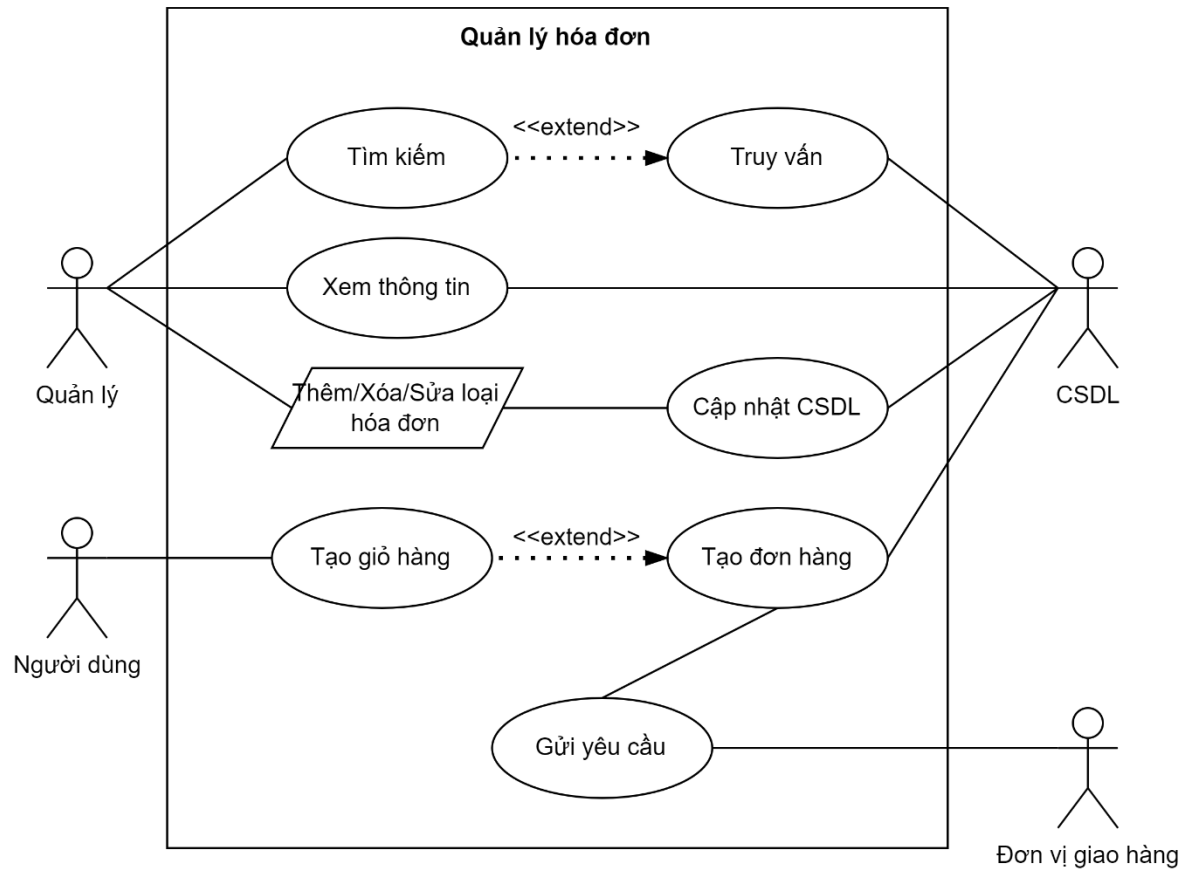 Quản lý hóa đơn
<<extend>>
Tìm kiếm
Truy vấn
Xem thông tin
Quản lý
Thêm/Xóa/Sửa loại
hóa đơn
Cập nhật CSDL
CSDL
<<extend>>
Tạo giỏ hàng
Tạo đơn hàng
Người dùng
Gửi yêu cầu
Đơn vị giao hàng